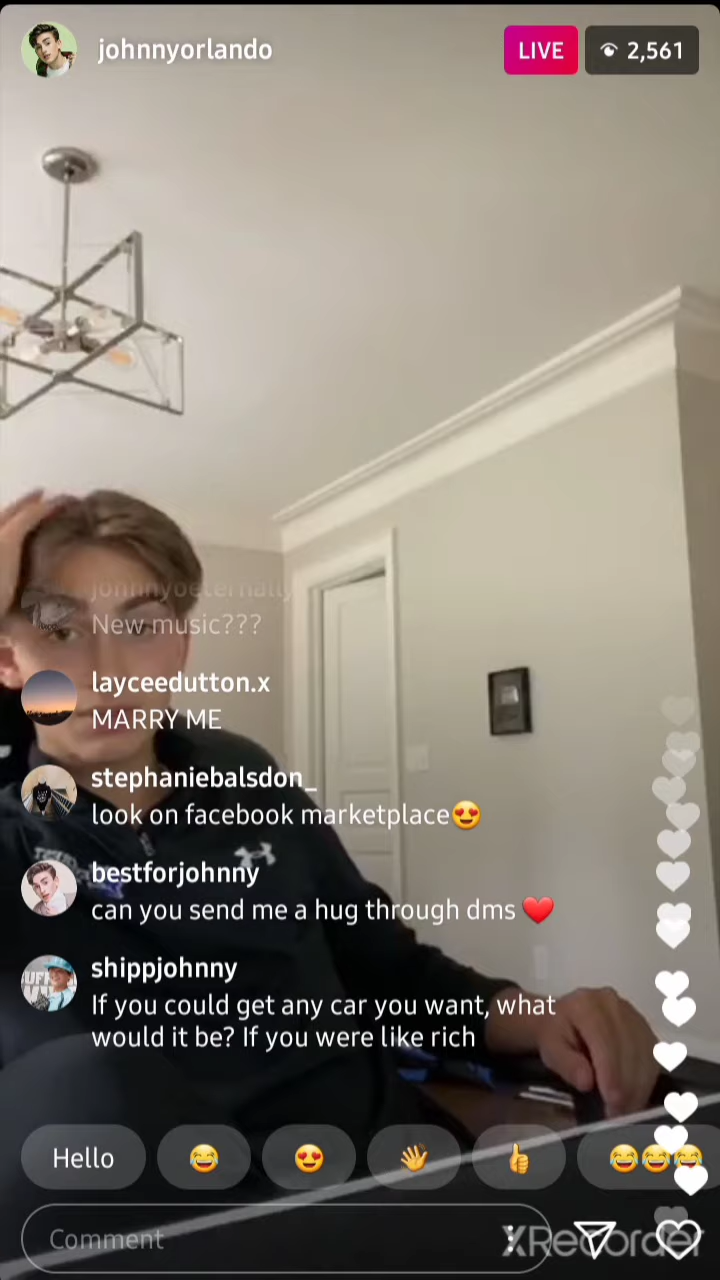 johnnyorlando
LIVE
2,561
johnnyoeternally
New music???
layceedutton.x
MARRY ME
stephaniebalsdon_
look on facebook marketplace😍
bestforjohnny
can you send me a hug through dms ❤️
shippjohnny
If you could get any car you want, what
would it be? If you were like rich
Hello
😂
😍
👋
👍
😂😂😂
Comment
XRecorder